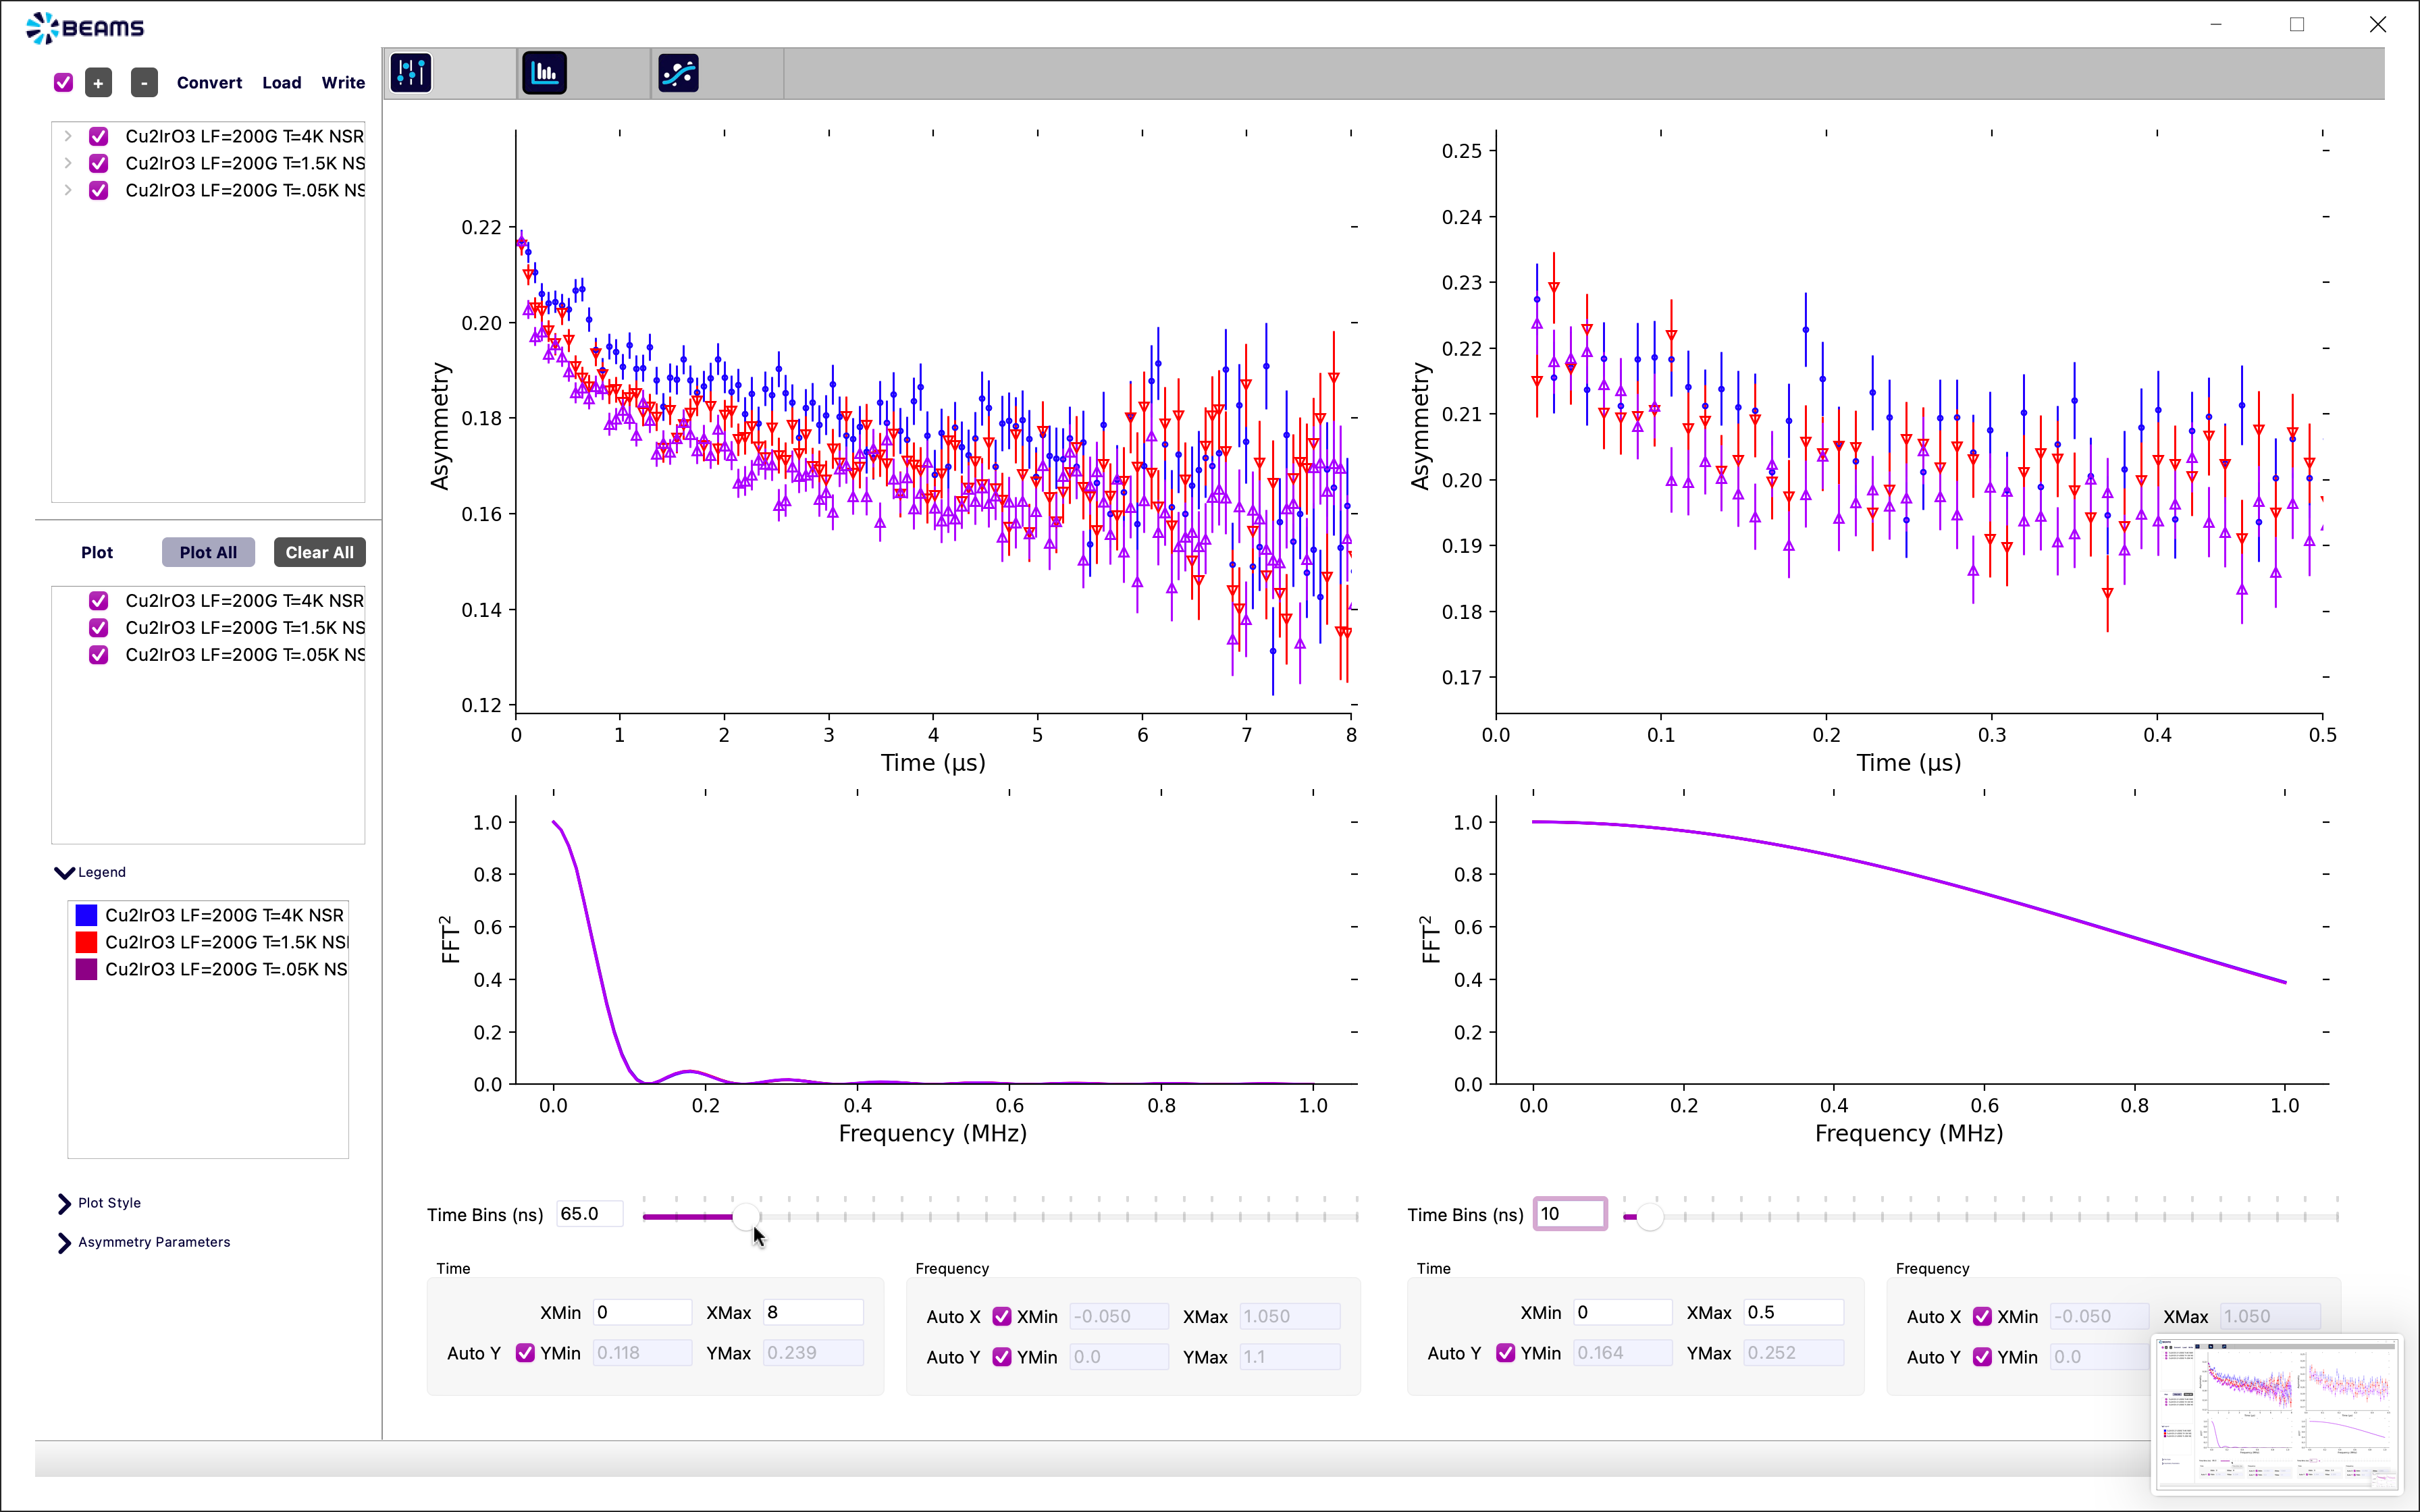 BEAMS
+ - Convert Load Write
Cu2IrO3 LF=200G T=4K NSR
Cu2IrO3 LF=200G T=1.5K NS
Cu2IrO3 LF=200G T=.05K NS
Plot Plot All Clear All
Cu2IrO3 LF=200G T=4K NSR
Cu2IrO3 LF=200G T=1.5K NS
Cu2IrO3 LF=200G T=.05K NS
Legend
Cu2IrO3 LF=200G T=4K NSR
Cu2IrO3 LF=200G T=1.5K NS
Cu2IrO3 LF=200G T=.05K NS
Plot Style
Asymmetry Parameters
Asymmetry
0.22
0.20
0.18
0.16
0.14
0.12
0 1 2 3 4 5 6 7 8
Time (µs)
Asymmetry
0.25
0.24
0.23
0.22
0.21
0.20
0.19
0.18
0.17
0.0 0.1 0.2 0.3 0.4 0.5
Time (µs)
FFT²
1.0
0.8
0.6
0.4
0.2
0.0
0.0 0.2 0.4 0.6 0.8 1.0
Frequency (MHz)
FFT²
1.0
0.8
0.6
0.4
0.2
0.0
0.0 0.2 0.4 0.6 0.8 1.0
Frequency (MHz)
Time Bins (ns) 65.0
Time
XMin 0 XMax 8
Auto Y YMin 0.118 YMax 0.239
Frequency
Auto X XMin -0.050 XMax 1.050
Auto Y YMin 0.0 YMax 1.1
Time Bins (ns) 10
Time
XMin 0 XMax 0.5
Auto Y YMin 0.164 YMax 0.252
Frequency
Auto X XMin -0.050 XMax 1.050
Auto Y YMin 0.0